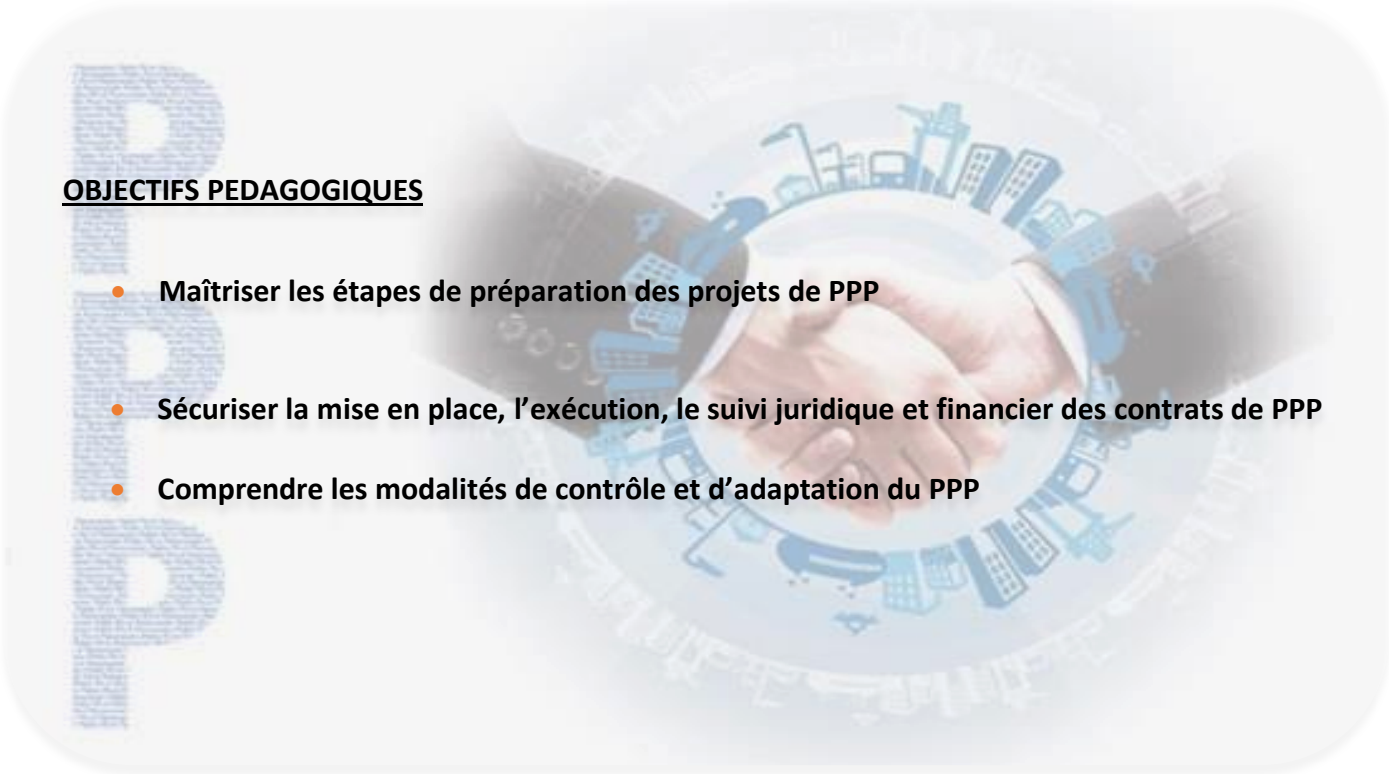 OBJECTIFS PEDAGOGIQUES
• Maîtriser les étapes de préparation des projets de PPP
• Sécuriser la mise en place, l’exécution, le suivi juridique et financier des contrats de PPP
• Comprendre les modalités de contrôle et d’adaptation du PPP
P
P
P